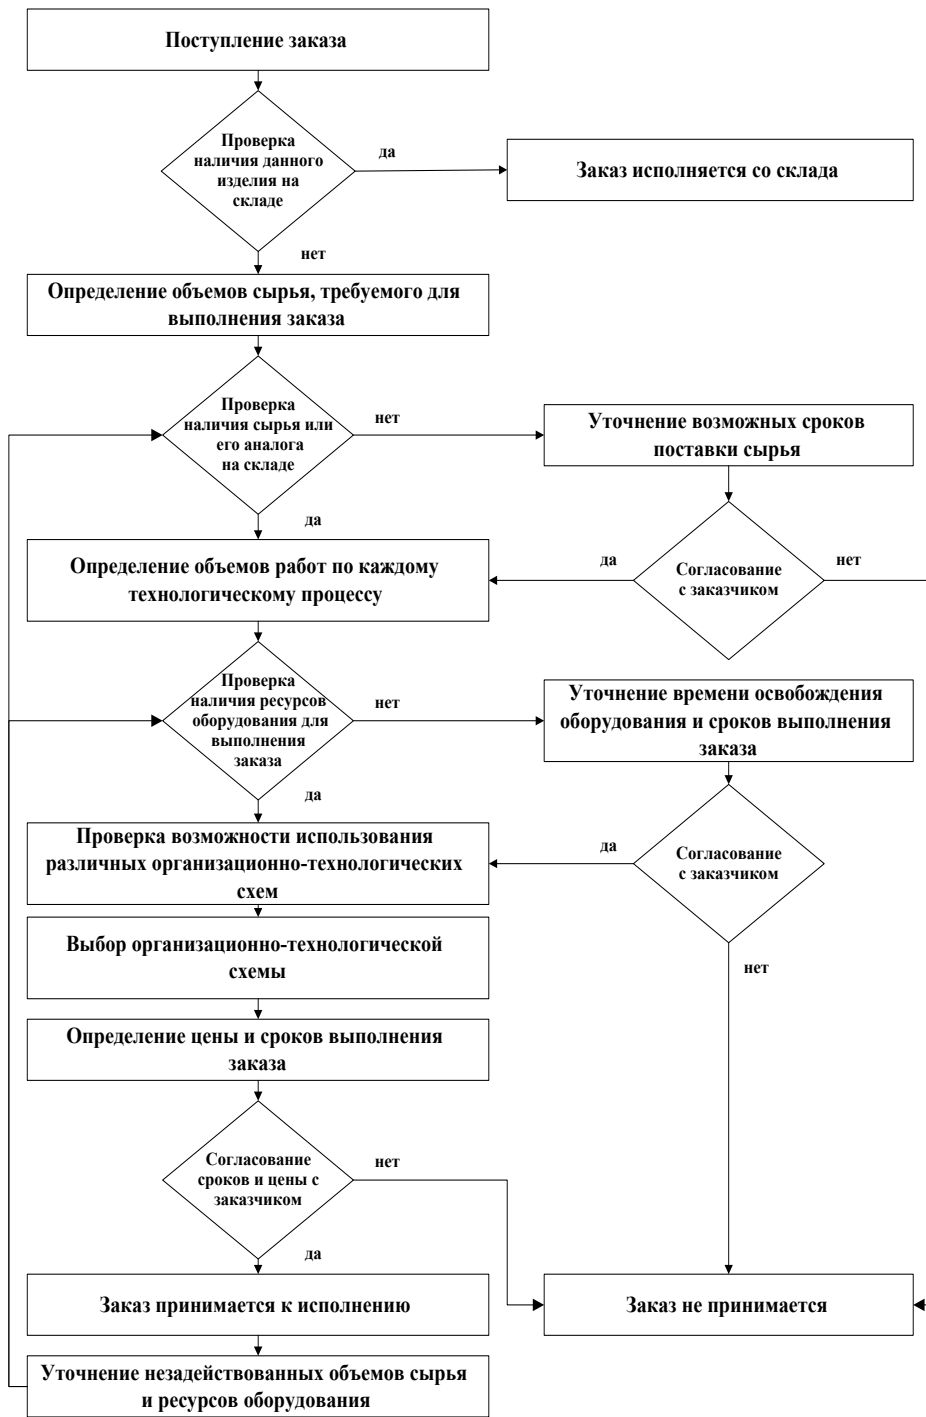 Поступление заказа
Проверка
наличия данного
изделия на
складе
да
Заказ исполняется со склада
нет
Определение объемов сырья, требуемого для
выполнения заказа
Проверка
наличия сырья или
его аналога
на складе
нет
Уточнение возможных сроков
поставки сырья
да
Определение объемов работ по каждому
технологическому процессу
да
Согласование
с заказчиком
нет
Проверка
наличия ресурсов
оборудования для
выполнения
заказа
нет
Уточнение времени освобождения
оборудования и сроков выполнения
заказа
да
Проверка возможности использования
различных организационно-технологических
схем
да
Согласование
с заказчиком
нет
Выбор организационно-технологической
схемы
Определение цены и сроков выполнения
заказа
Согласование
сроков и цены с
заказчиком
нет
да
Заказ принимается к исполнению
Заказ не принимается
Уточнение незадействованных объемов сырья
и ресурсов оборудования